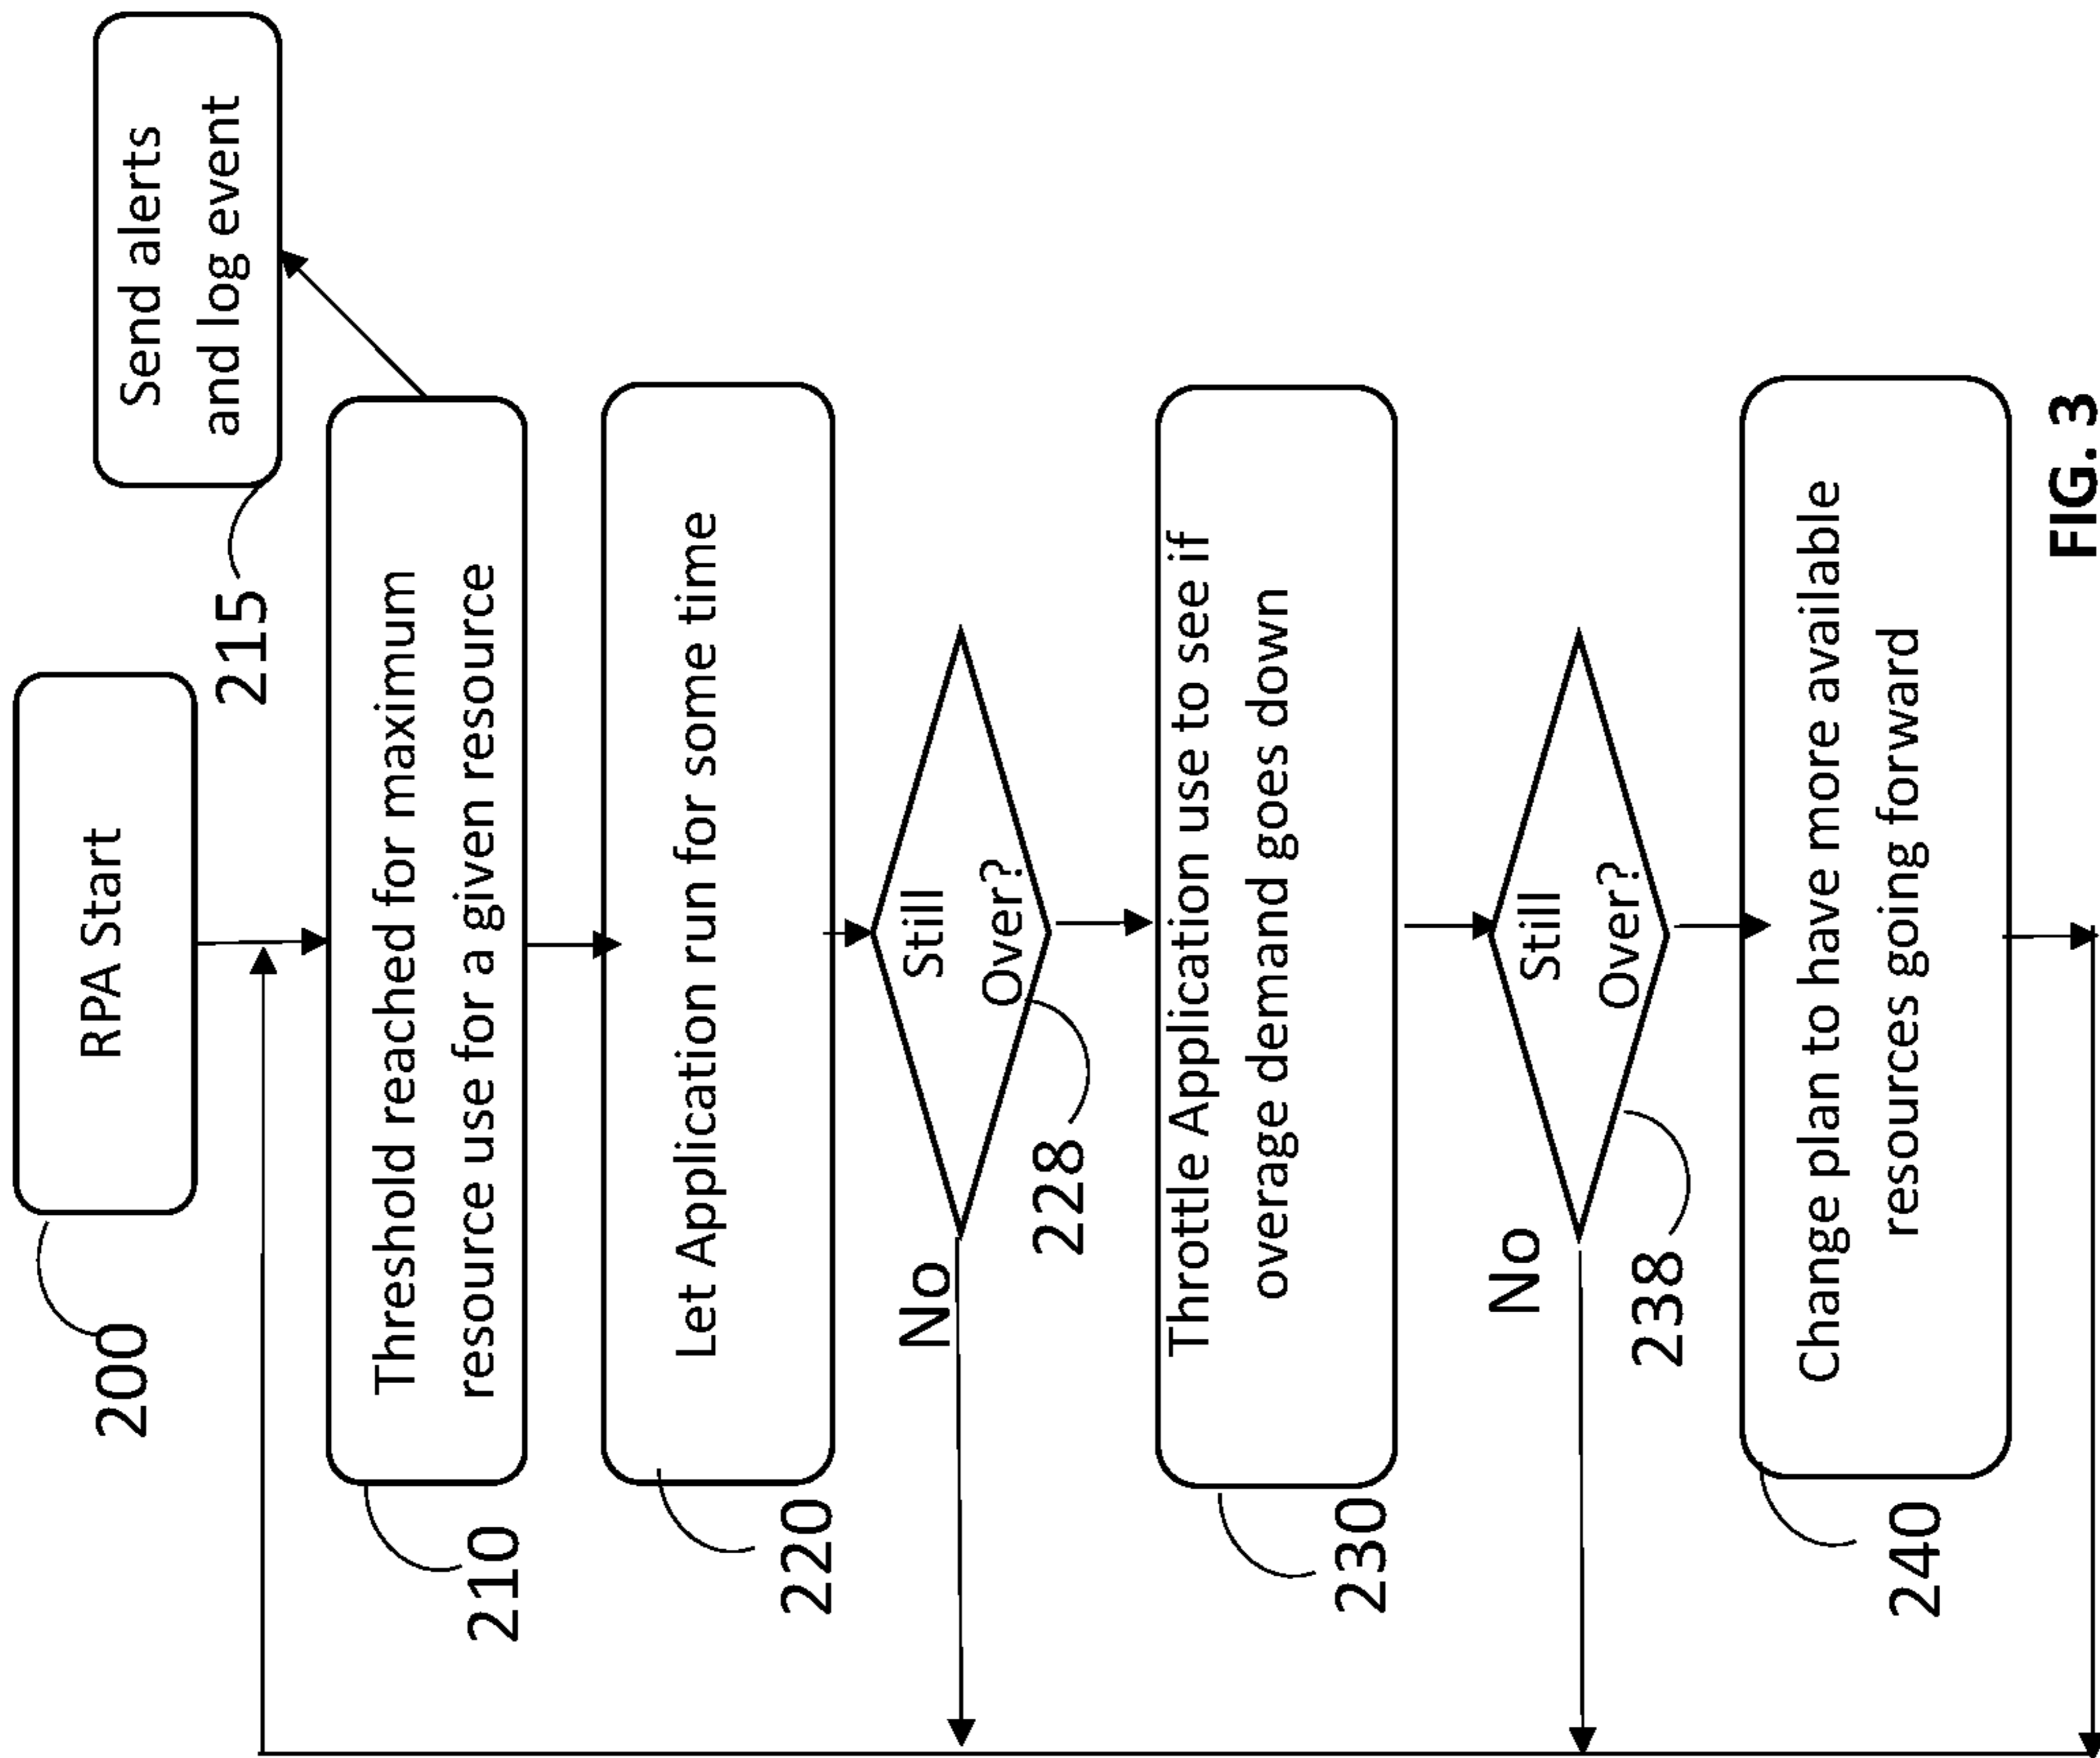 RPA Start
200
Send alerts
and log event
215
Threshold reached for maximum
resource use for a given resource
210
Let Application run for some time
220
Still
Over?
No
228
Throttle Application use to see if
overage demand goes down
230
Still
Over?
No
238
Change plan to have more available
resources going forward
240
FIG. 3